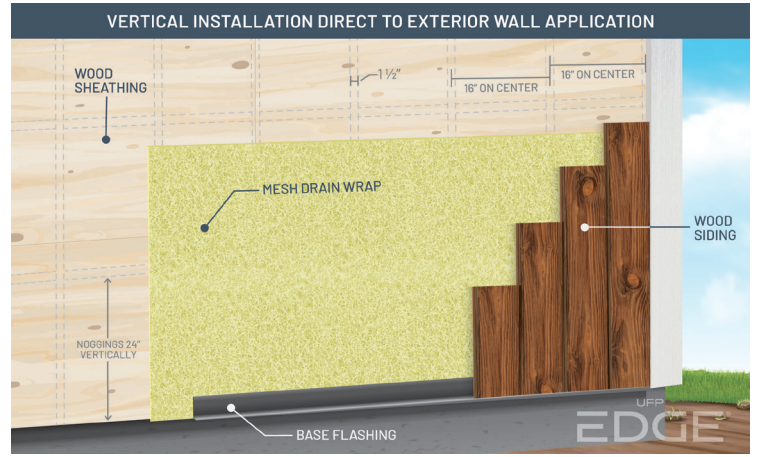 VERTICAL INSTALLATION DIRECT TO EXTERIOR WALL APPLICATION
WOOD
SHEATHING
1 ½"
16" ON CENTER
16" ON CENTER
MESH DRAIN WRAP
WOOD
SIDING
NOGGINGS 24"
VERTICALLY
BASE FLASHING
UFP
EDGE